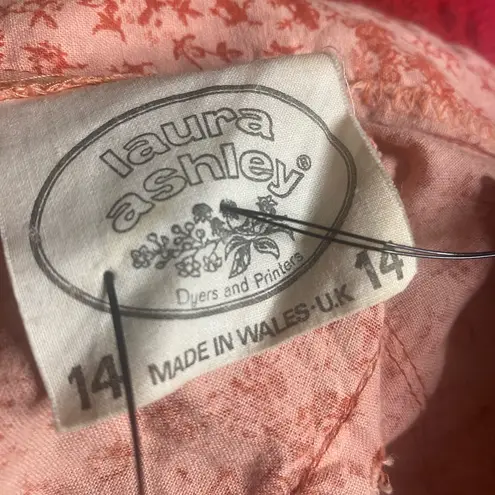 laura
ashley®
Dyers and Printers
14 MADE IN WALES·U.K 14